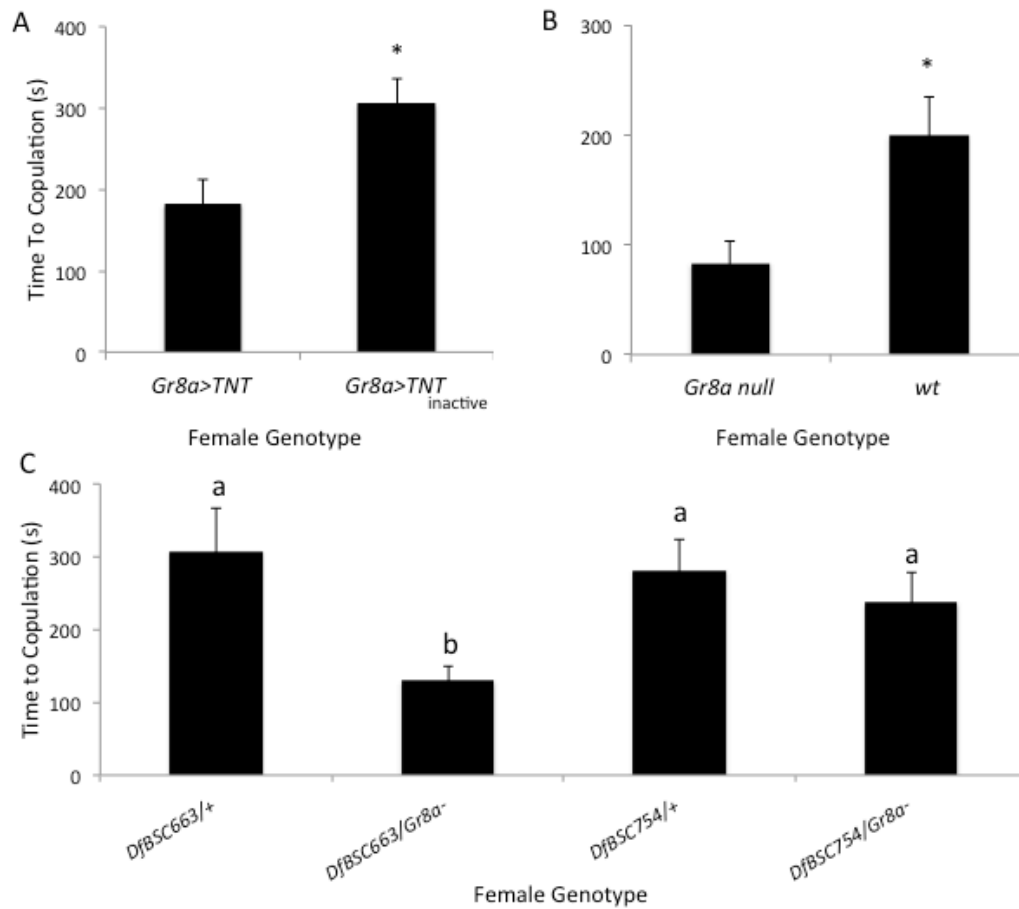 A
Time To Copulation (s)
400
300
200
100
0
*
Gr8a>TNT
Gr8a>TNT inactive
Female Genotype
B
300
200
100
0
*
Gr8a null
wt
Female Genotype
C
Time to Copulation (s)
400
300
200
100
0
a
b
a
a
DfBSC663/+
DfBSC663/Gr8a-
DfBSC754/+
DfBSC754/Gr8a-
Female Genotype